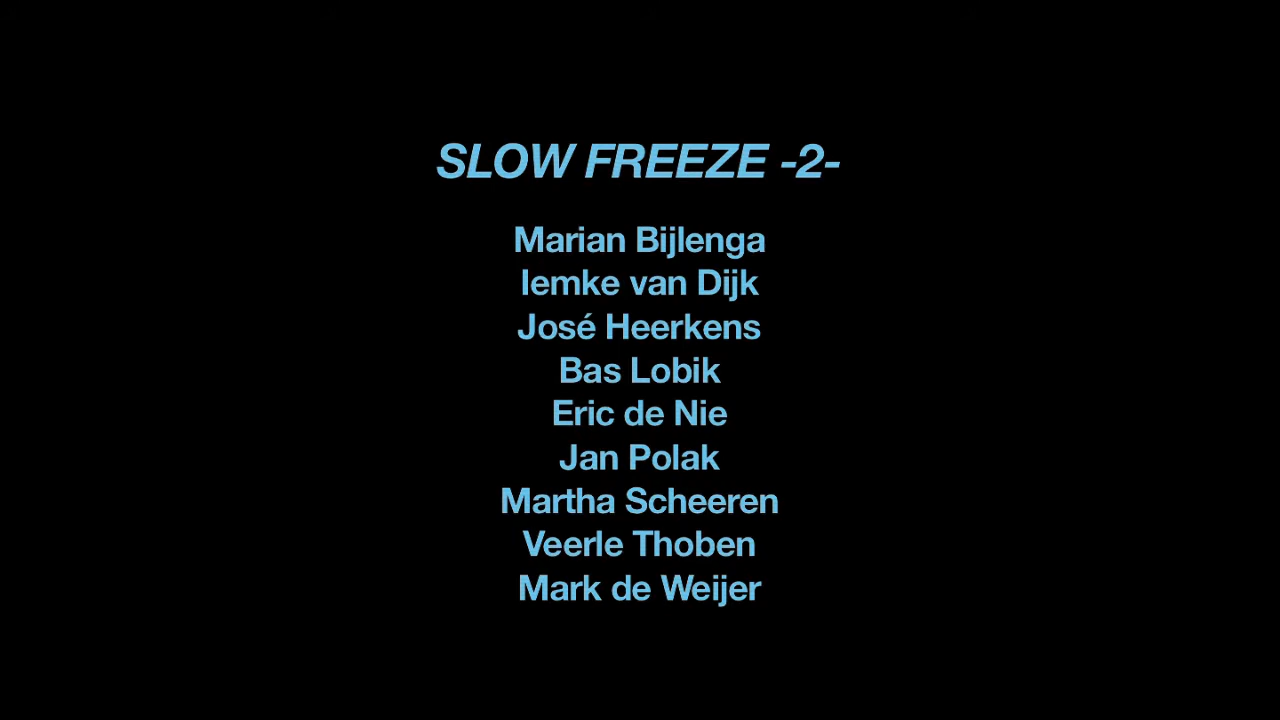 SLOW FREEZE -2-
Marian Bijlenga
Iemke van Dijk
José Heerkens
Bas Lobik
Eric de Nie
Jan Polak
Martha Scheeren
Veerle Thoben
Mark de Weijer